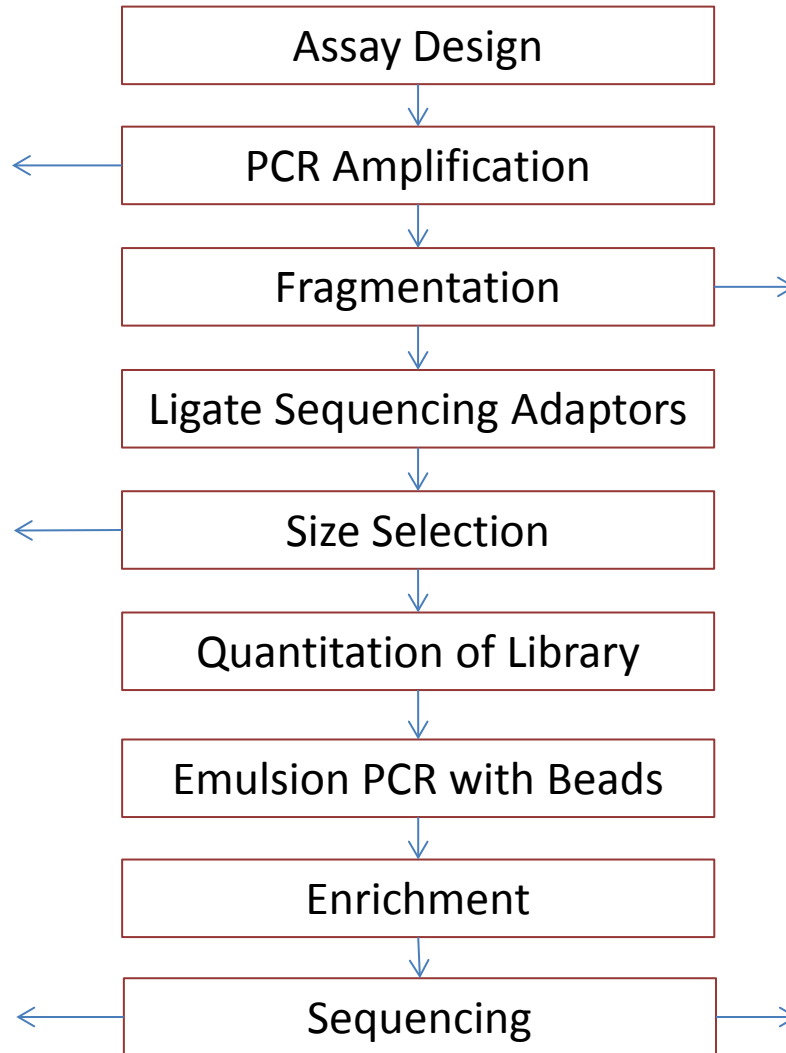 Assay Design
PCR Amplification
Fragmentation
Ligate Sequencing Adaptors
Size Selection
Quantitation of Library
Emulsion PCR with Beads
Enrichment
Sequencing